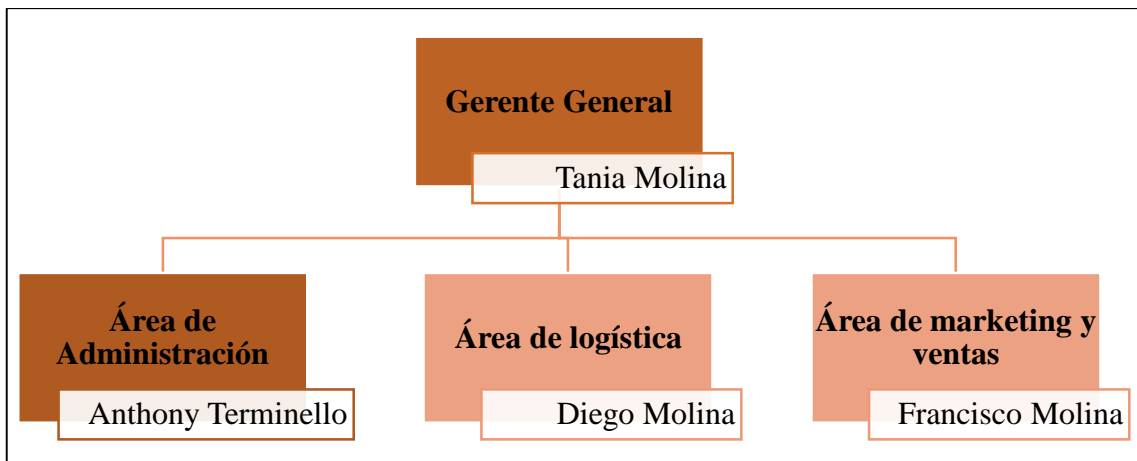 Gerente General
Tania Molina
Área de
Administración
Anthony Terminello
Área de logística
Diego Molina
Área de marketing y
ventas
Francisco Molina